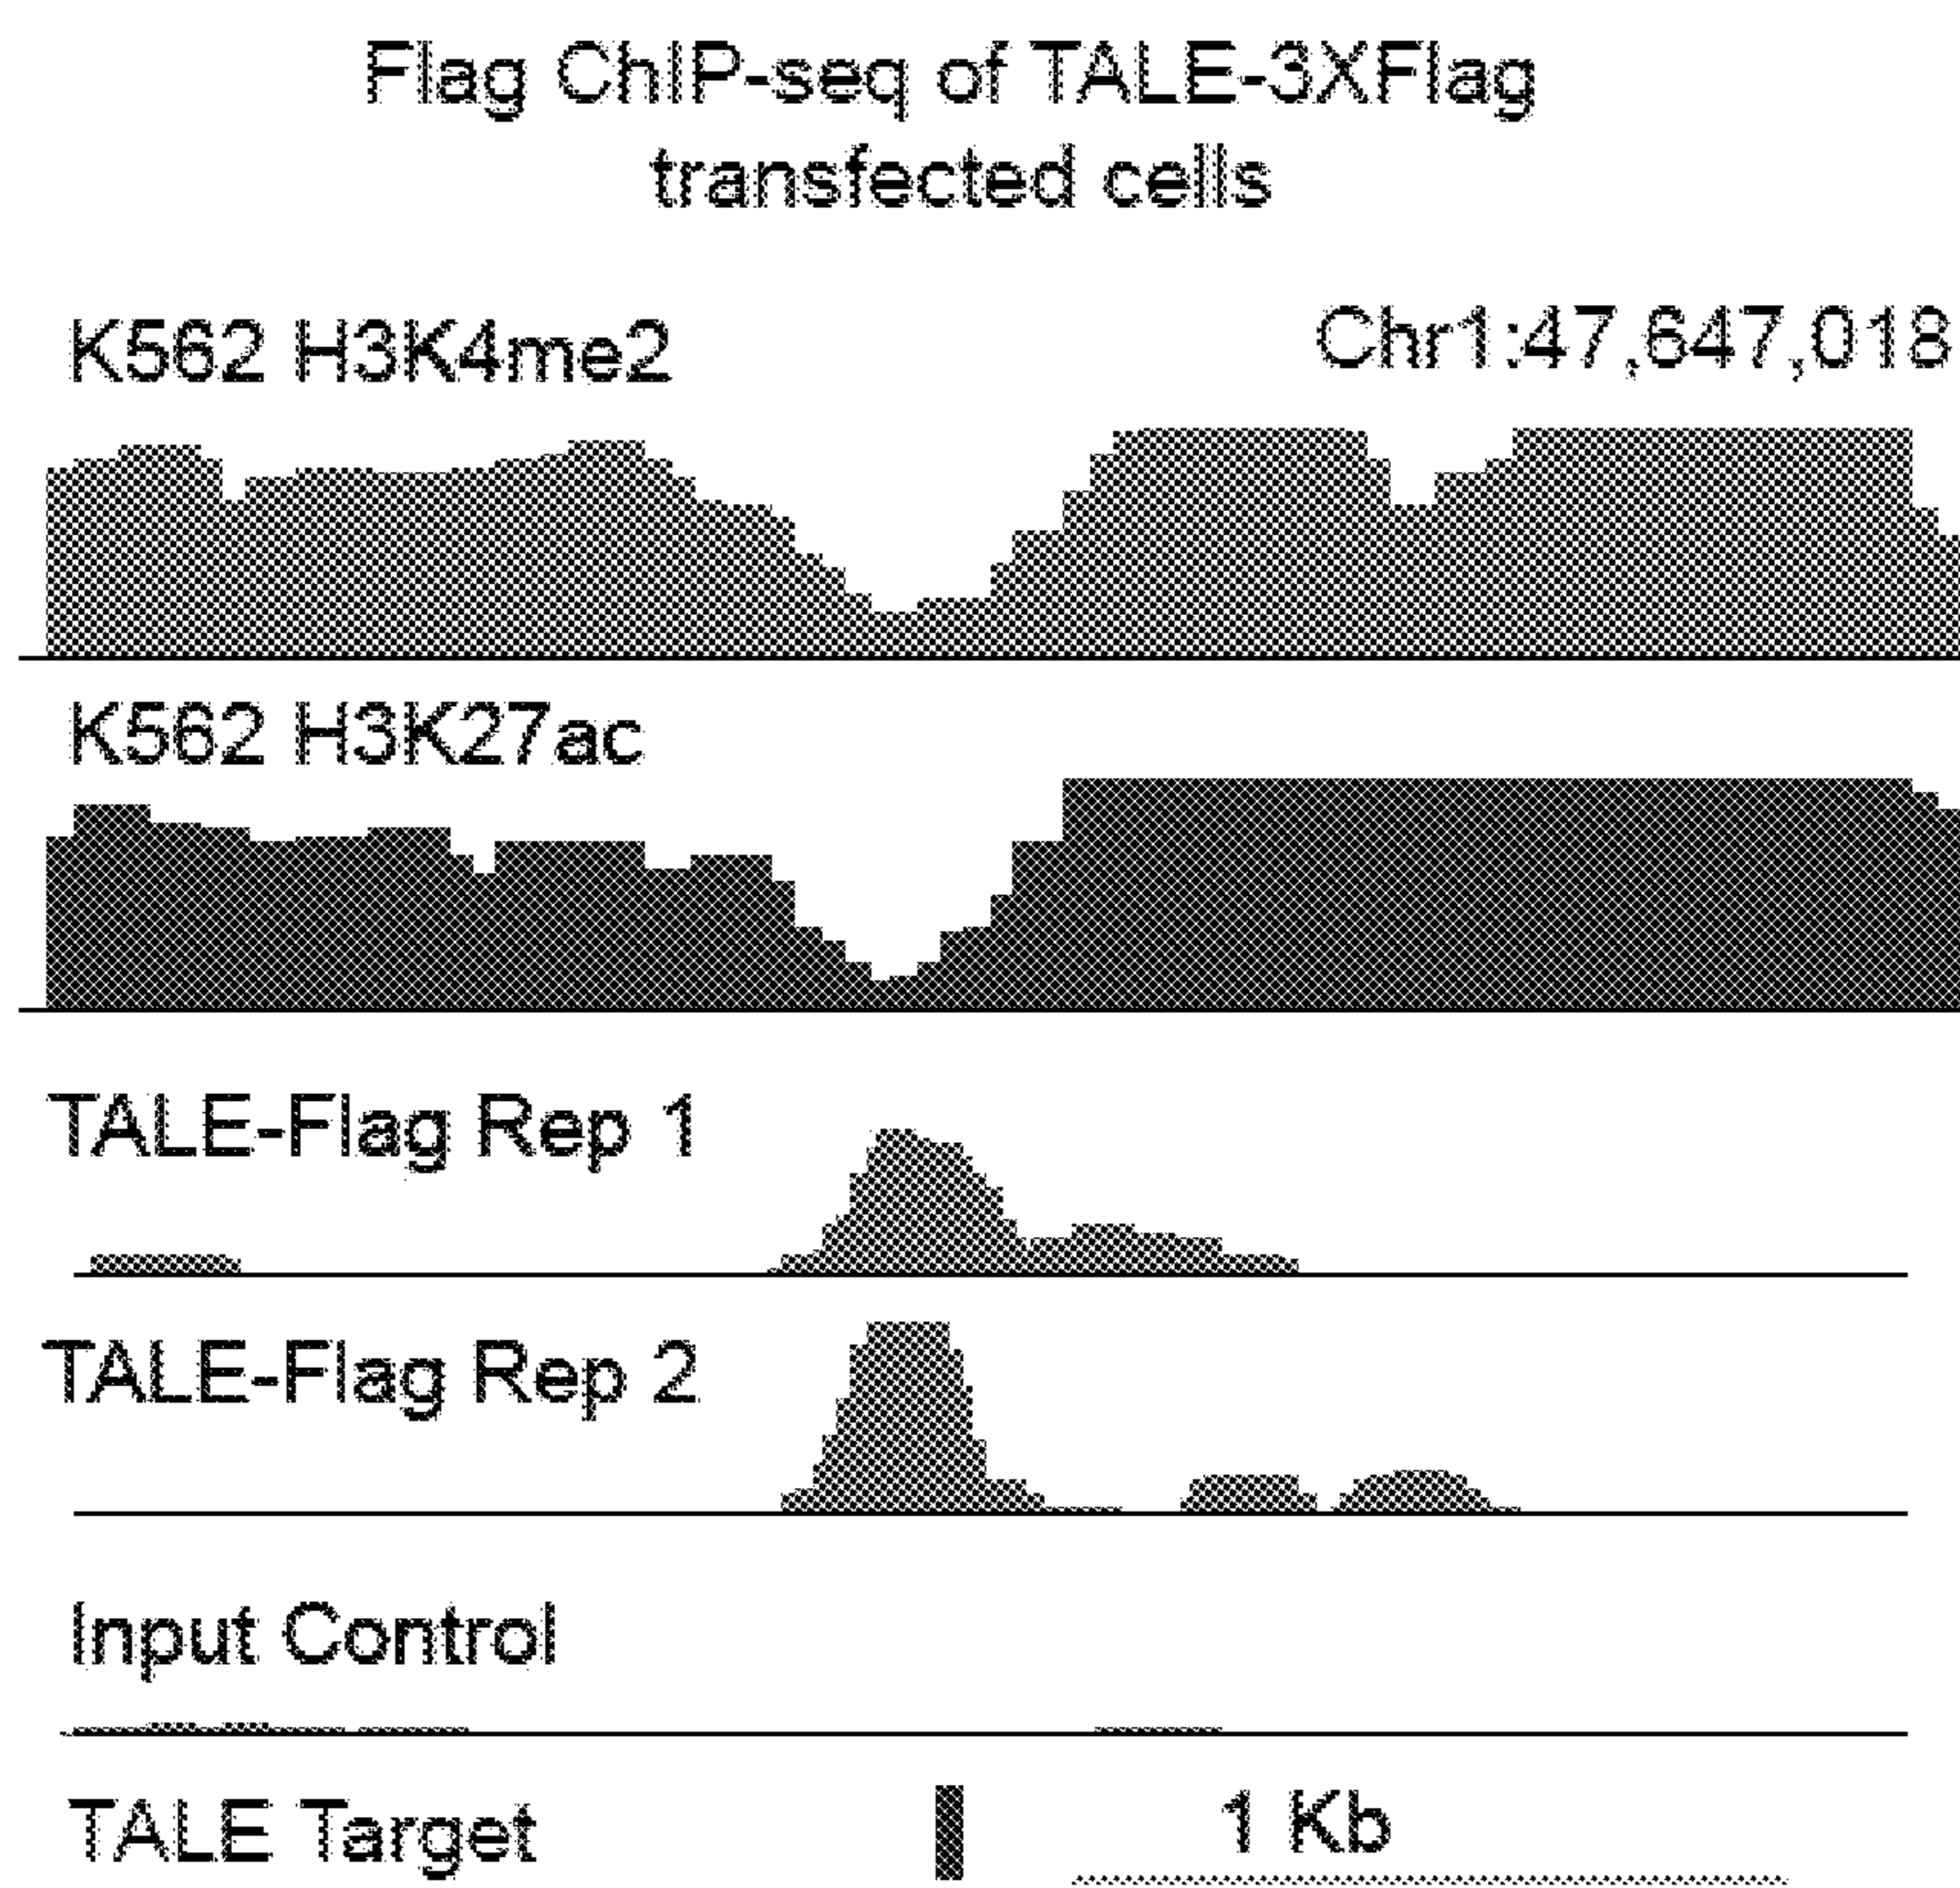 Flag ChIP-seq of TALE-3XFlag
transfected cells
K562 H3K4me2
Chr1:47,647,018
K562 H3K27ac
TALE-Flag Rep 1
TALE-Flag Rep 2
Input Control
TALE Target
1 Kb